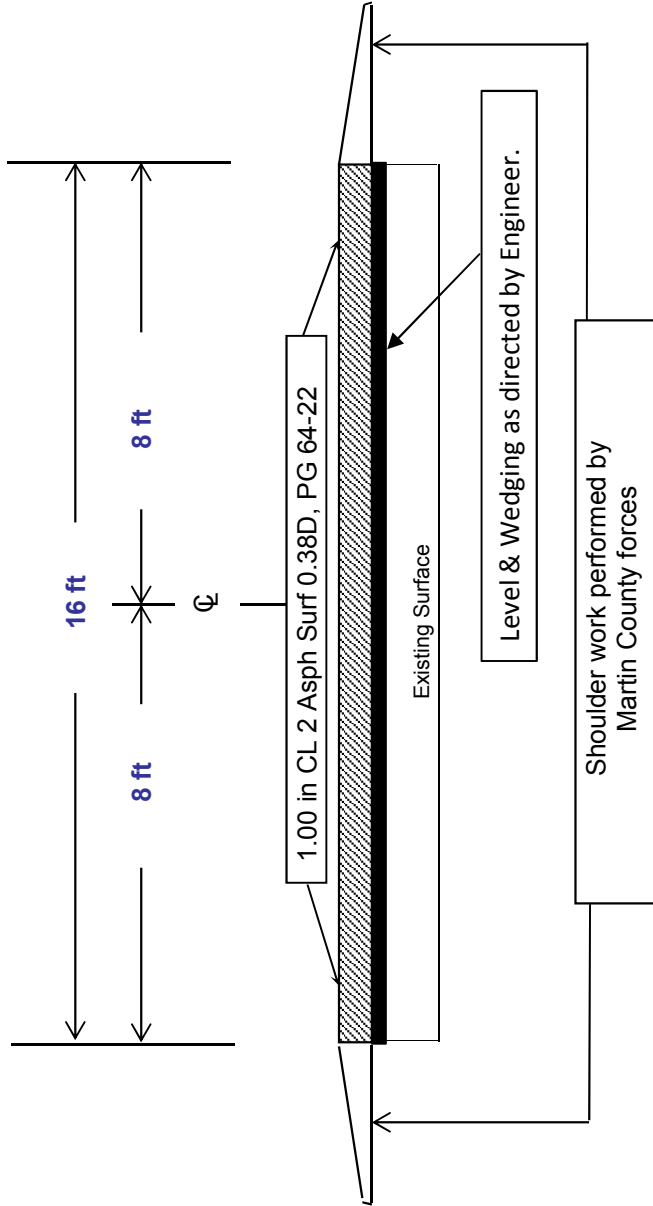 16 ft
8 ft
8 ft
℄
1.00 in CL 2 Asph Surf 0.38D, PG 64-22
Existing Surface
Level & Wedging as directed by Engineer.
Shoulder work performed by
Martin County forces